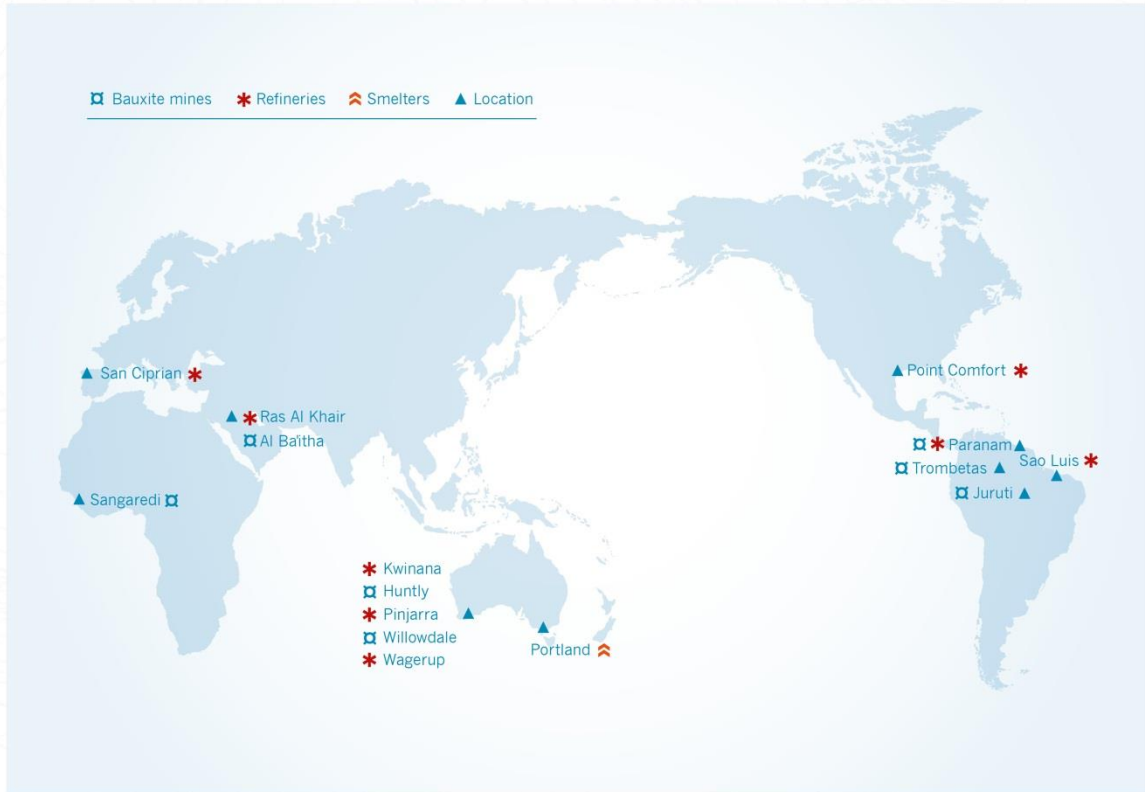 Bauxite mines Refineries Smelters Location
San Ciprian
Point Comfort
Ras Al Khair
Al Ba'itha
Paranam
Sao Luis
Trombetas
Juruti
Sangaredi
Kwinana
Huntly
Pinjarra
Willowdale
Wagerup
Portland